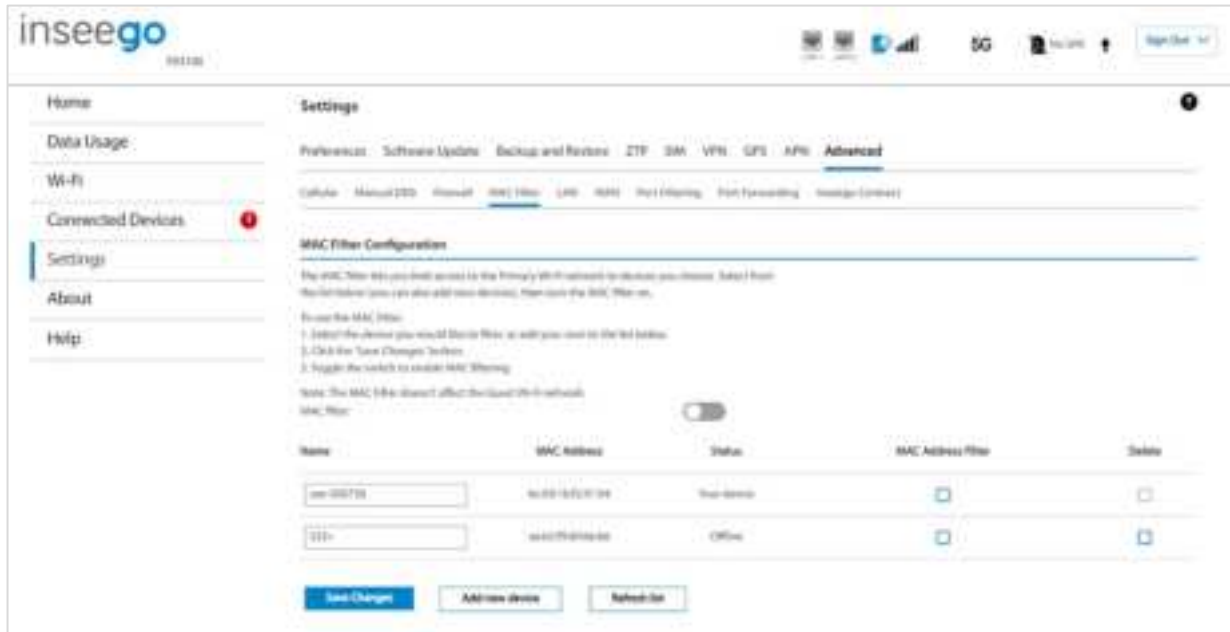 inseego
Sign Out
5G
Home
Data Usage
Wi-Fi
Connected Devices
Settings
About
Help
Settings
Preferences Software Update Backup and Restore ZTP SIM VPN GPS APN Advanced
Cellular Manual DNS Firewall MAC Filter LAN WAN Port Filtering Port Forwarding Inseego Connect
MAC Filter Configuration
The MAC filter lets you limit access to the Primary Wi-Fi network to devices you choose. Select from
the list below (you can also add new devices), then turn the MAC filter on.
To use the MAC Filter:
1. Select the device you would like to filter, or add your own to the list below.
2. Click the 'Save Changes' button.
3. Toggle the switch to enable MAC filtering.
Note: The MAC Filter doesn't affect the Guest Wi-Fi network.
MAC filter
Name MAC Address Status MAC Address Filter Delete
Your device
Offline
Save Changes Add new device Refresh list